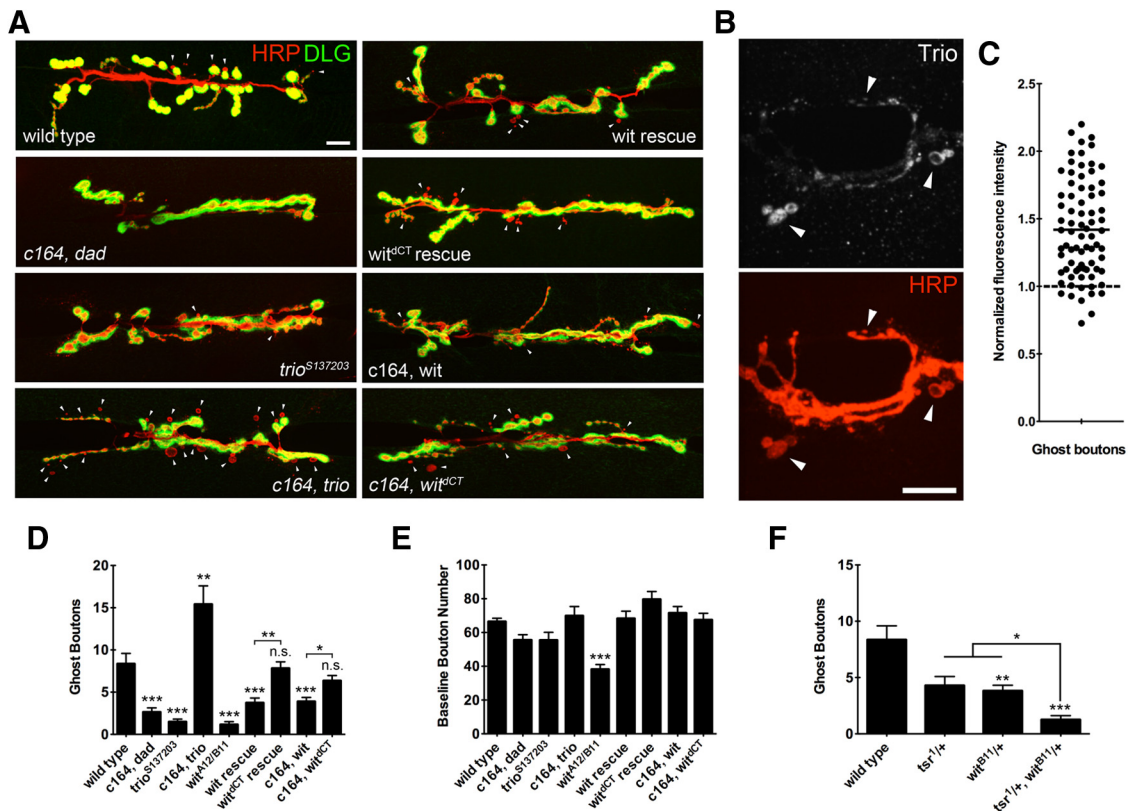 A
HRP DLG
wild type
wit rescue
c164, dad
wit^dCT rescue
trio^S137203
c164, wit
c164, trio
c164, wit^dCT
B
Trio
HRP
C
Normalized fluorescence intensity
2.5
2.0
1.5
1.0
0.5
0.0
Ghost boutons
D
Ghost Boutons
20
15
10
5
0
***
***
**
***
***
**
n.s.
***
*
n.s.
wild type
c164, dad
trio^S137203
c164, trio
wit^A12/B11
wit rescue
wit^dCT rescue
c164, wit
c164, wit^dCT
E
Baseline Bouton Number
100
80
60
40
20
0
***
wild type
c164, dad
trio^S137203
c164, trio
wit^A12/B11
wit rescue
wit^dCT rescue
c164, wit
c164, wit^dCT
F
Ghost Boutons
15
10
5
0
*
**
***
wild type
tsr^1/+
wit^B11/+
tsr^1/+, wit^B11/+